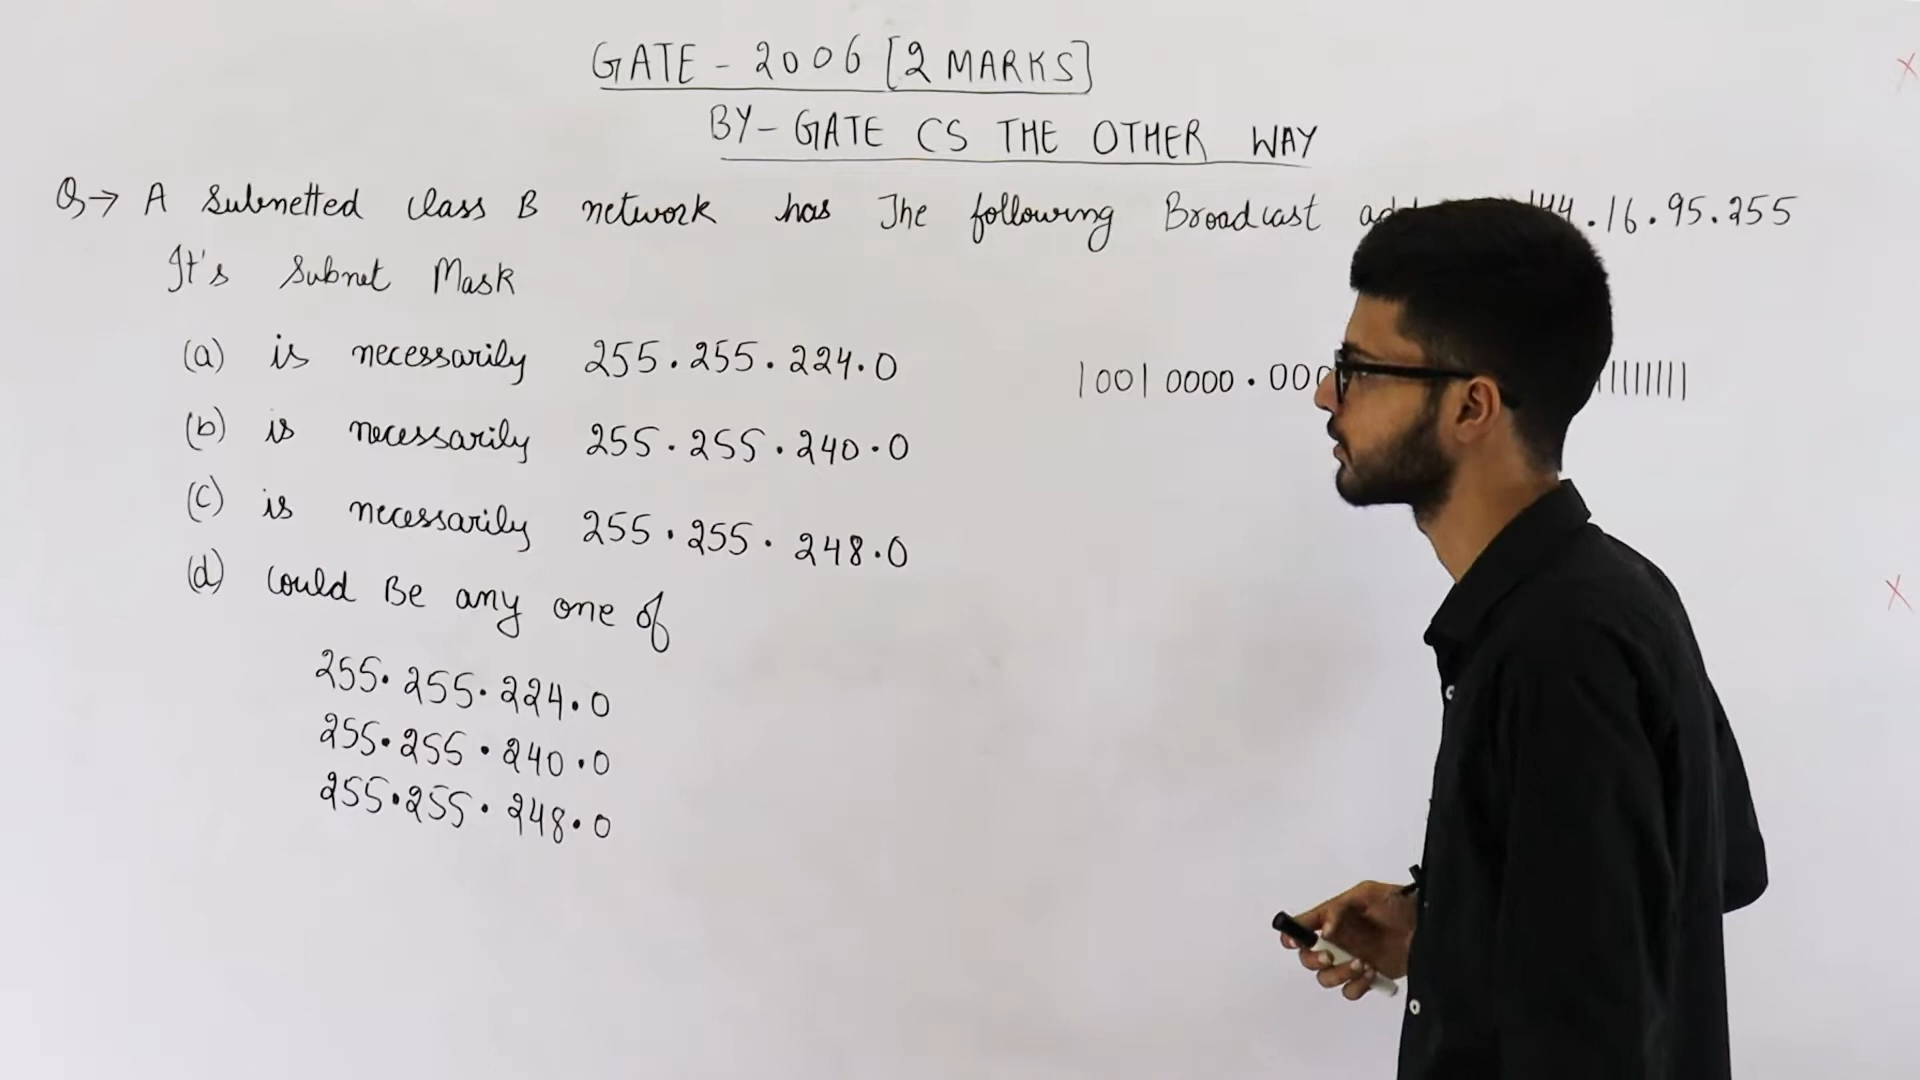 GATE - 2006 [2 MARKS]
BY - GATE CS THE OTHER WAY
Q→ A Subnetted class B network has The following Broadcast 144.16.95.255
It's Subnet Mask
(a) is necessarily 255.255.224.0
10010000.000
(b) is necessarily 255.255.240.0
(c) is necessarily 255.255.248.0
(d) Could Be any one of
255.255.224.0
255.255.240.0
255.255.248.0